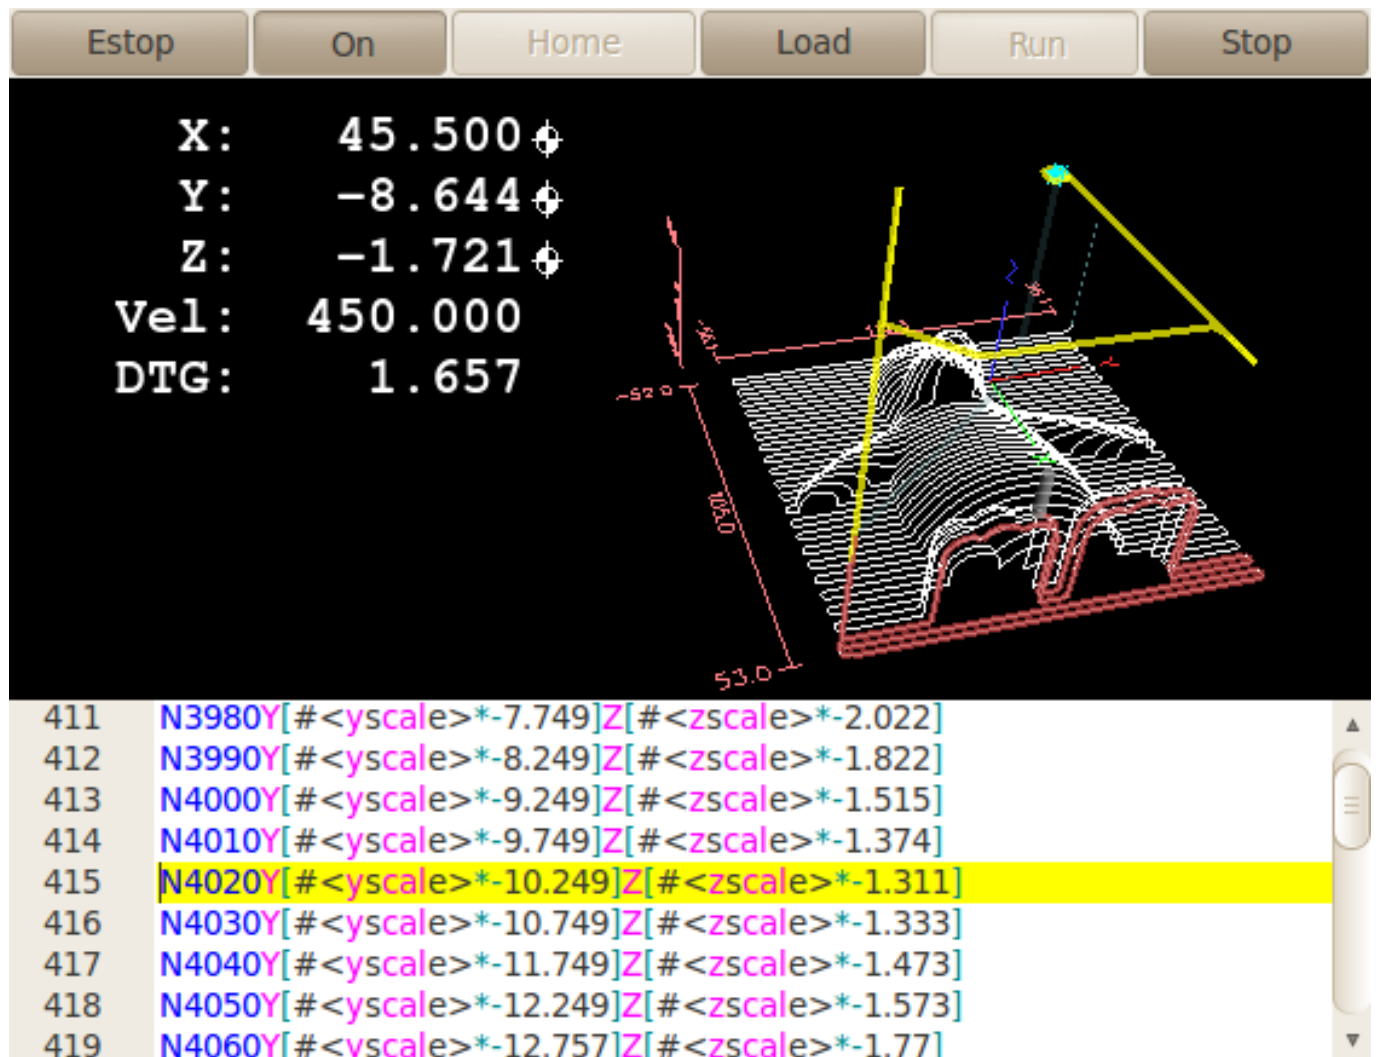 Estop On Home Load Run Stop
X: 45.500
Y: -8.644
Z: -1.721
Vel: 450.000
DTG: 1.657
-52.0
105.0
53.0
411 N3980Y[#<yscale>*-7.749]Z[#<zscale>*-2.022]
412 N3990Y[#<yscale>*-8.249]Z[#<zscale>*-1.822]
413 N4000Y[#<yscale>*-9.249]Z[#<zscale>*-1.515]
414 N4010Y[#<yscale>*-9.749]Z[#<zscale>*-1.374]
415 N4020Y[#<yscale>*-10.249]Z[#<zscale>*-1.311]
416 N4030Y[#<yscale>*-10.749]Z[#<zscale>*-1.333]
417 N4040Y[#<yscale>*-11.749]Z[#<zscale>*-1.473]
418 N4050Y[#<yscale>*-12.249]Z[#<zscale>*-1.573]
419 N4060Y[#<yscale>*-12.757]Z[#<zscale>*-1.77]